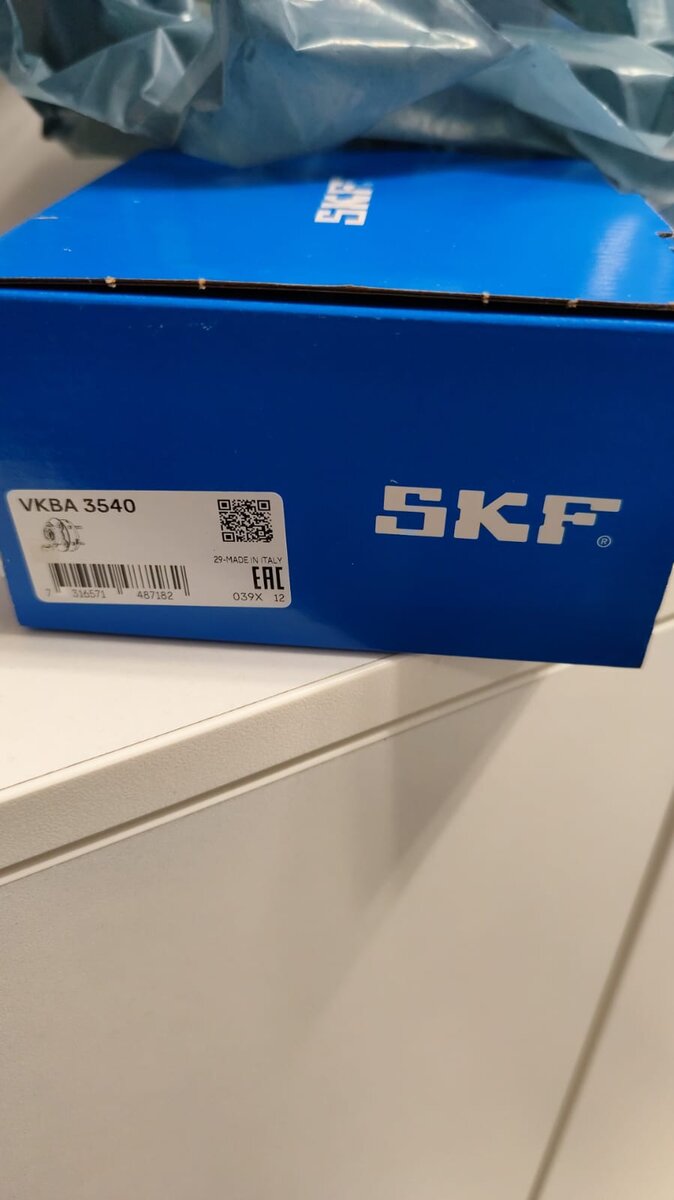 SKF
VKBA 3540
SKF
®
29-MADE IN ITALY
EAC
7 316571 487182
039X 12